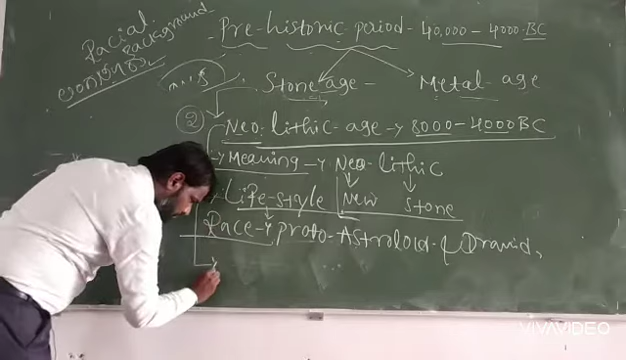 Racial background
Pre-historic period - 40,000 - 4000 BC
Stone age - Metal age
②
Neo-lithic age → 8000 - 4000 BC
Meaning → Neo-lithic
Life-style New Stone
Race → proto-Astroloid & Dravid,
VIVAVIDEO